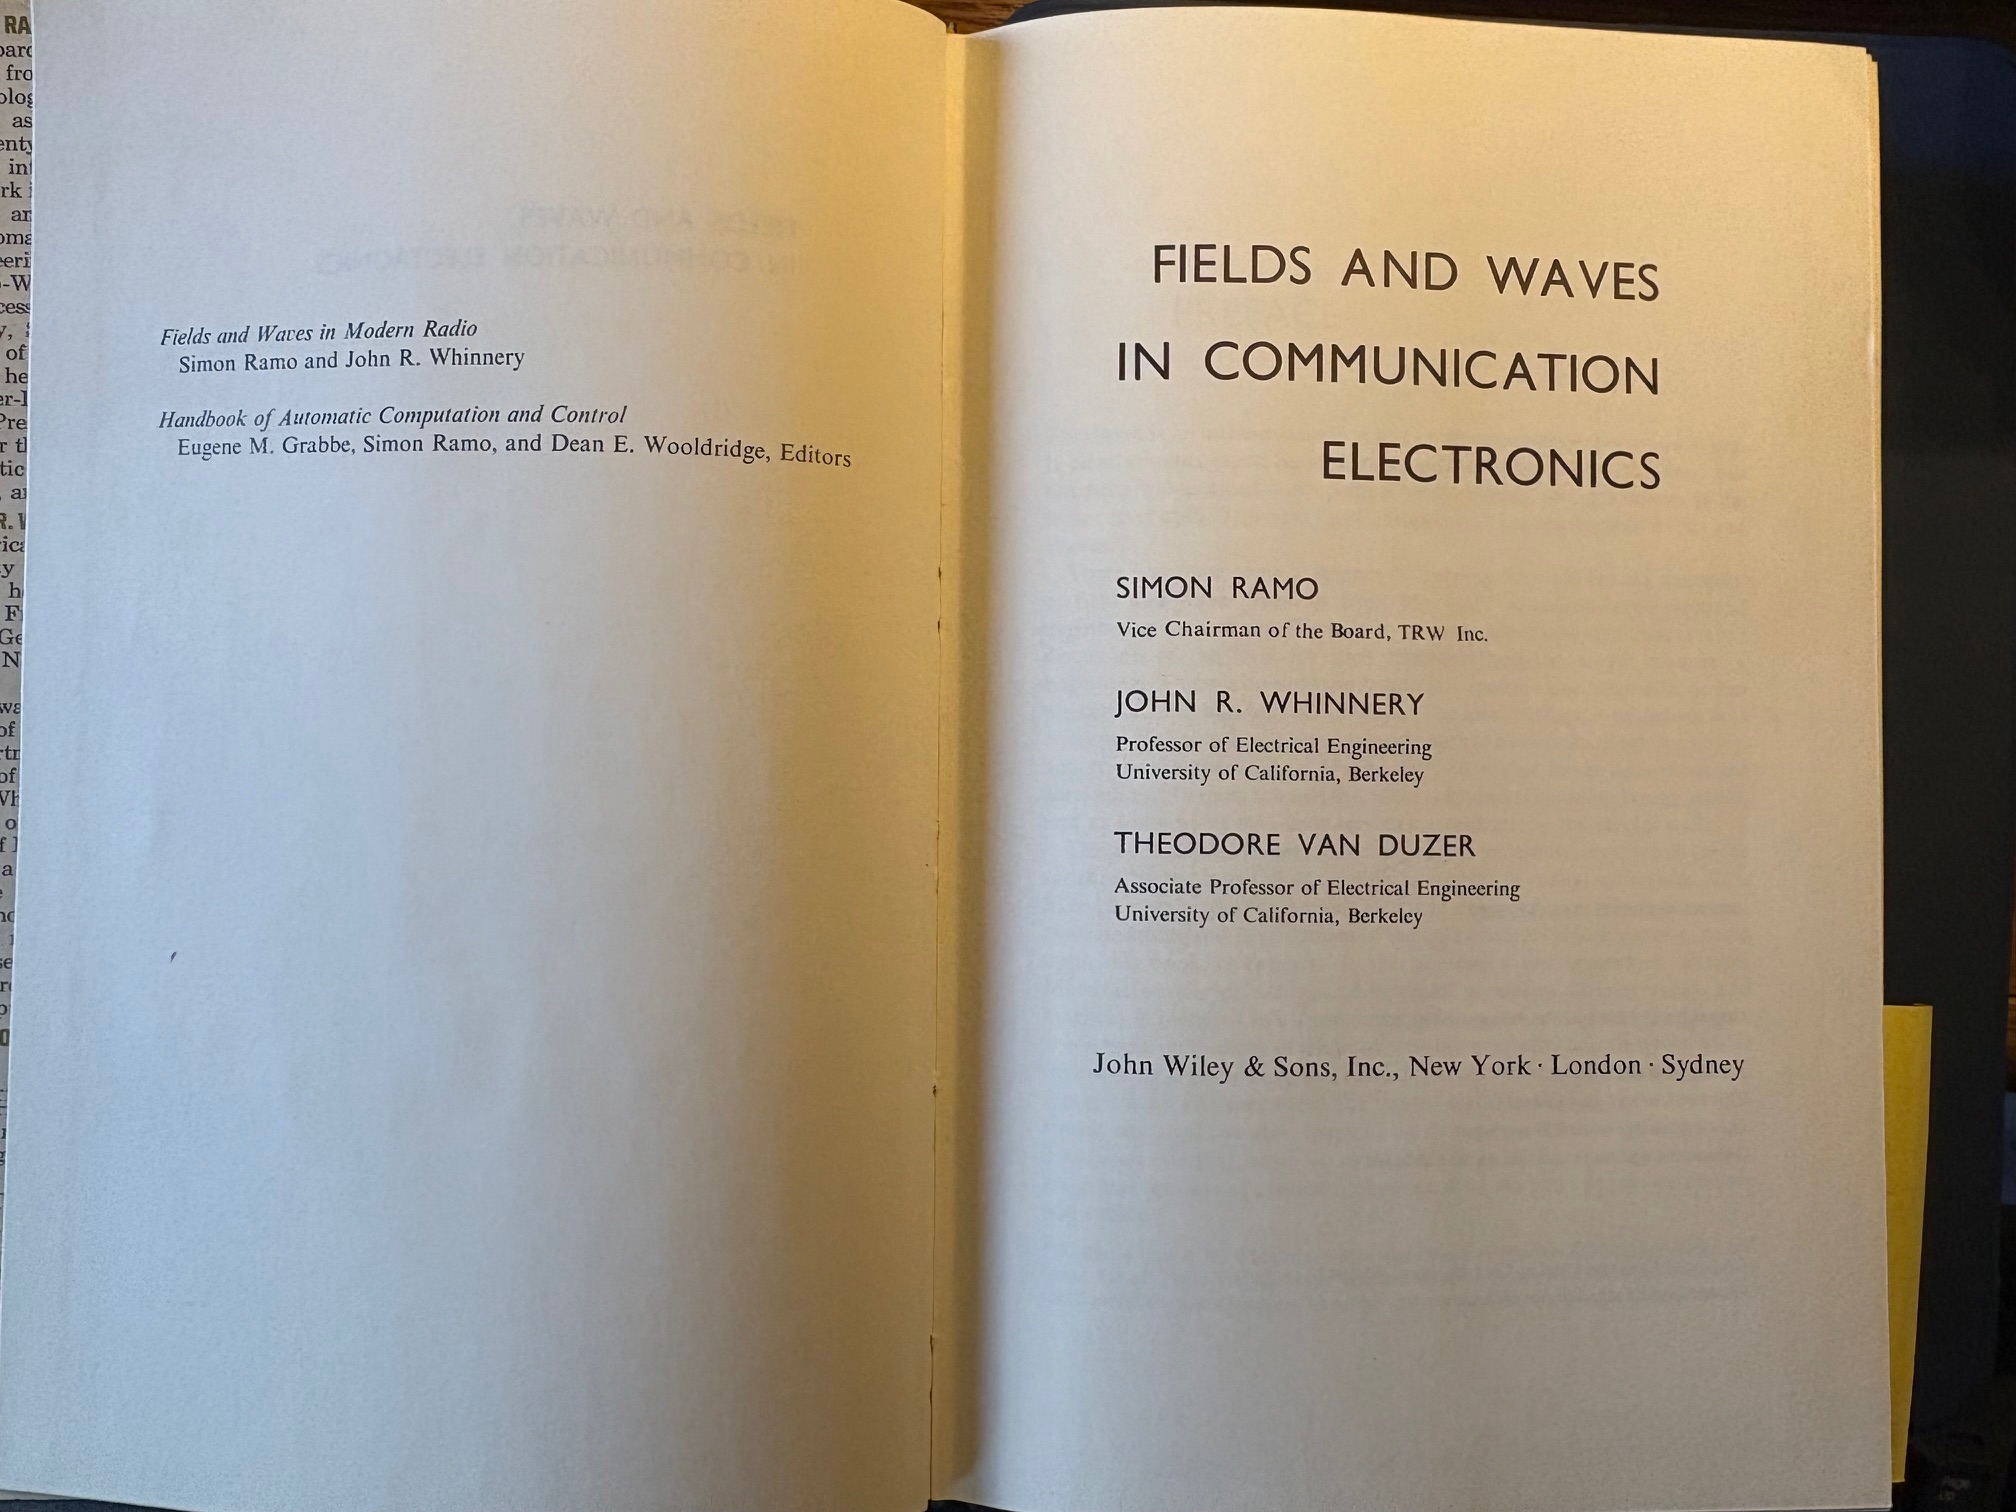 Fields and Waves in Modern Radio
Simon Ramo and John R. Whinnery
Handbook of Automatic Computation and Control
Eugene M. Grabbe, Simon Ramo, and Dean E. Wooldridge, Editors
FIELDS AND WAVES
IN COMMUNICATION
ELECTRONICS
SIMON RAMO
Vice Chairman of the Board, TRW Inc.
JOHN R. WHINNERY
Professor of Electrical Engineering
University of California, Berkeley
THEODORE VAN DUZER
Associate Professor of Electrical Engineering
University of California, Berkeley
John Wiley & Sons, Inc., New York · London · Sydney